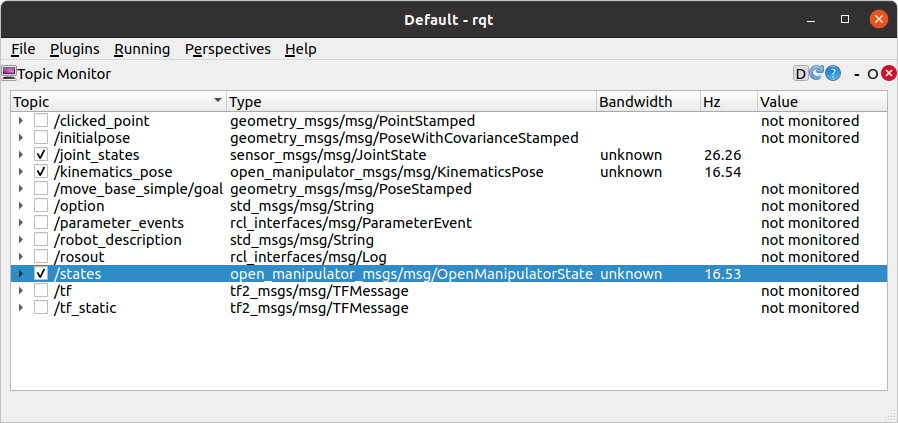 Default - rqt
File Plugins Running Perspectives Help
Topic Monitor D ? - O
Topic Type Bandwidth Hz Value
/clicked_point geometry_msgs/msg/PointStamped not monitored
/initialpose geometry_msgs/msg/PoseWithCovarianceStamped not monitored
/joint_states sensor_msgs/msg/JointState unknown 26.26
/kinematics_pose open_manipulator_msgs/msg/KinematicsPose unknown 16.54
/move_base_simple/goal geometry_msgs/msg/PoseStamped not monitored
/option std_msgs/msg/String not monitored
/parameter_events rcl_interfaces/msg/ParameterEvent not monitored
/robot_description std_msgs/msg/String not monitored
/rosout rcl_interfaces/msg/Log not monitored
/states open_manipulator_msgs/msg/OpenManipulatorState unknown 16.53
/tf tf2_msgs/msg/TFMessage not monitored
/tf_static tf2_msgs/msg/TFMessage not monitored